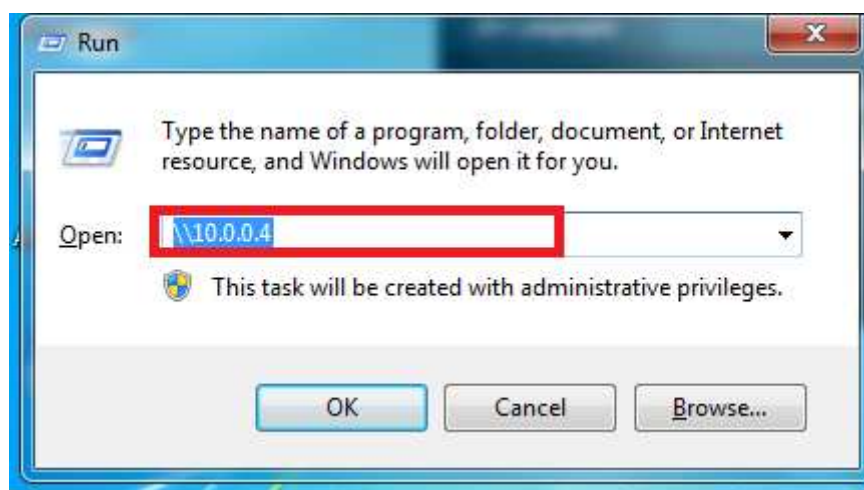 Run
Type the name of a program, folder, document, or Internet
resource, and Windows will open it for you.
Open: \\10.0.0.4
This task will be created with administrative privileges.
OK Cancel Browse...